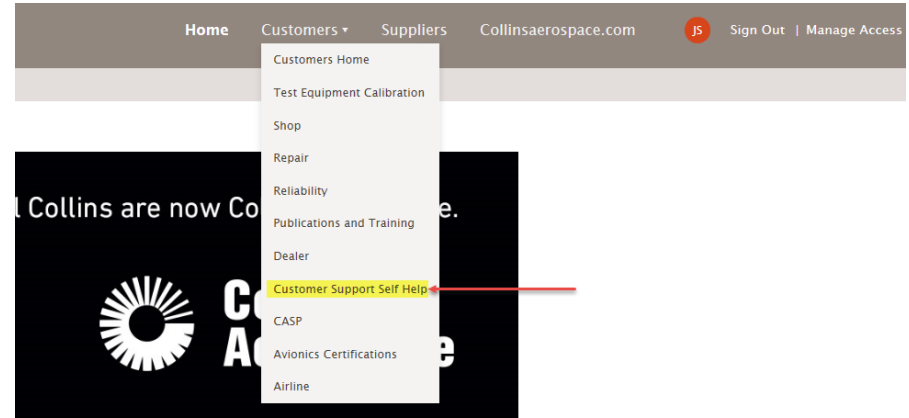 Home Customers ▾ Suppliers Collinsaerospace.com JS Sign Out | Manage Access
Customers Home
Test Equipment Calibration
Shop
Repair
Reliability
l Collins are now Co e.
Publications and Training
Dealer
Customer Support Self Help
CASP
Avionics Certifications
Airline